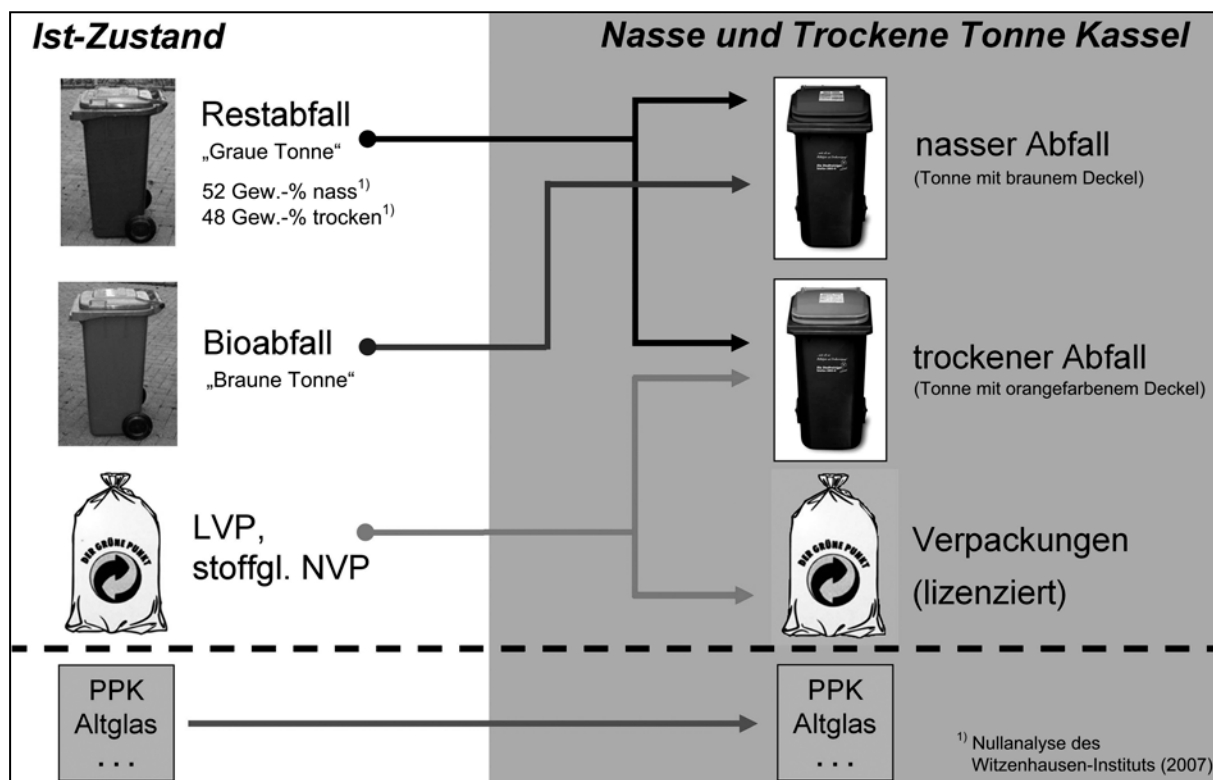 Ist-Zustand
Nasse und Trockene Tonne Kassel
Restabfall
„Graue Tonne“
52 Gew.-% nass1)
48 Gew.-% trocken1)
nasser Abfall
(Tonne mit braunem Deckel)
Bioabfall
„Braune Tonne“
trockener Abfall
(Tonne mit orangefarbenem Deckel)
DER GRÜNE PUNKT
LVP,
stoffgl. NVP
DER GRÜNE PUNKT
Verpackungen
(lizenziert)
PPK
Altglas
. . .
PPK
Altglas
. . .
1) Nullanalyse des
Witzenhausen-Instituts (2007)